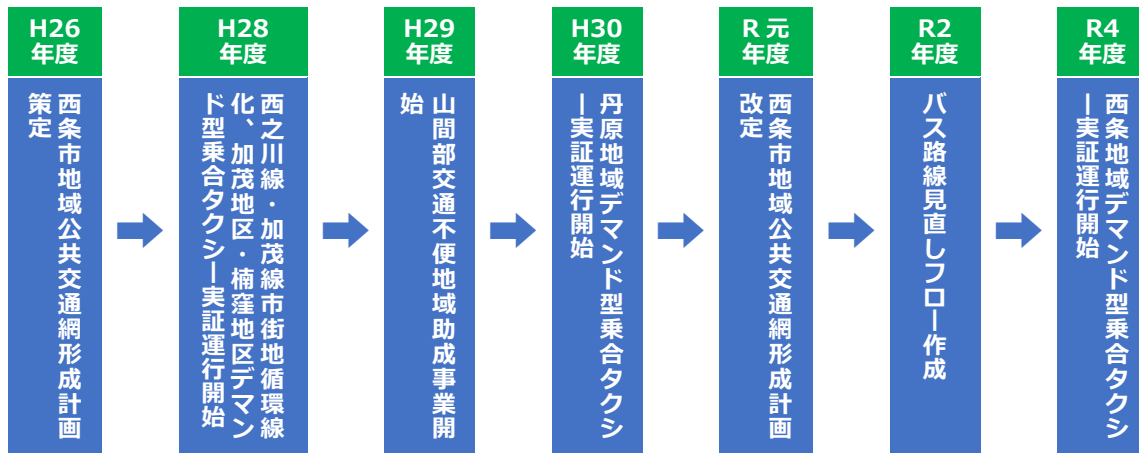 H26
年度
西条市地域公共交通網形成計画
策定
H28
年度
西之川線・加茂線市街地循環線
化、加茂地区・楠窪地区デマン
ド型乗合タクシー実証運行開始
H29
年度
山間部交通不便地域助成事業開
始
H30
年度
丹原地域デマンド型乗合タクシ
ー実証運行開始
R 元
年度
西条市地域公共交通網形成計画
改定
R2
年度
バス路線見直しフロー作成
R4
年度
西条地域デマンド型乗合タクシ
ー実証運行開始